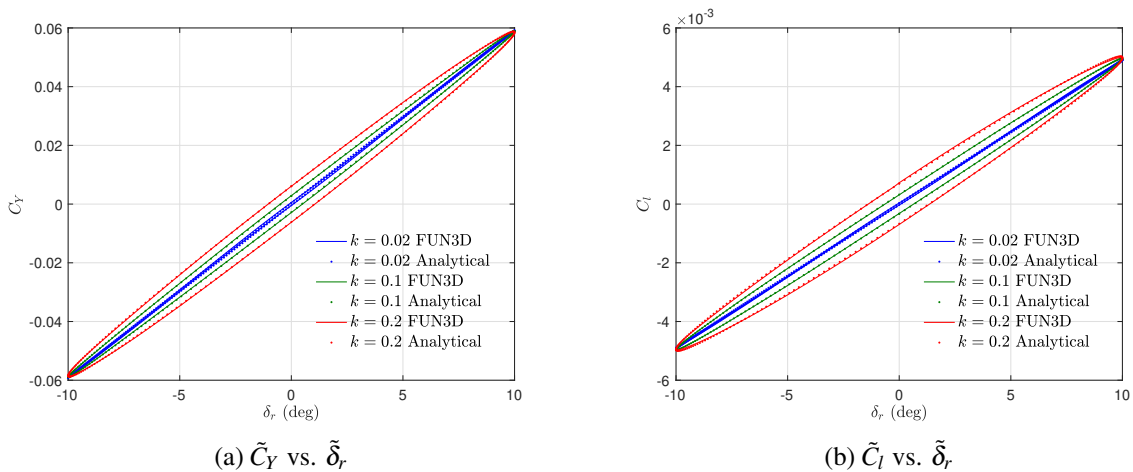 0.06
0.04
0.02
0
-0.02
-0.04
-0.06
C_Y
-10
-5
0
5
10
δ_r (deg)
k = 0.02 FUN3D
k = 0.02 Analytical
k = 0.1 FUN3D
k = 0.1 Analytical
k = 0.2 FUN3D
k = 0.2 Analytical
(a) C̃_Y vs. δ̃_r
×10⁻³
6
4
2
0
-2
-4
-6
C_l
-10
-5
0
5
10
δ_r (deg)
k = 0.02 FUN3D
k = 0.02 Analytical
k = 0.1 FUN3D
k = 0.1 Analytical
k = 0.2 FUN3D
k = 0.2 Analytical
(b) C̃_l vs. δ̃_r